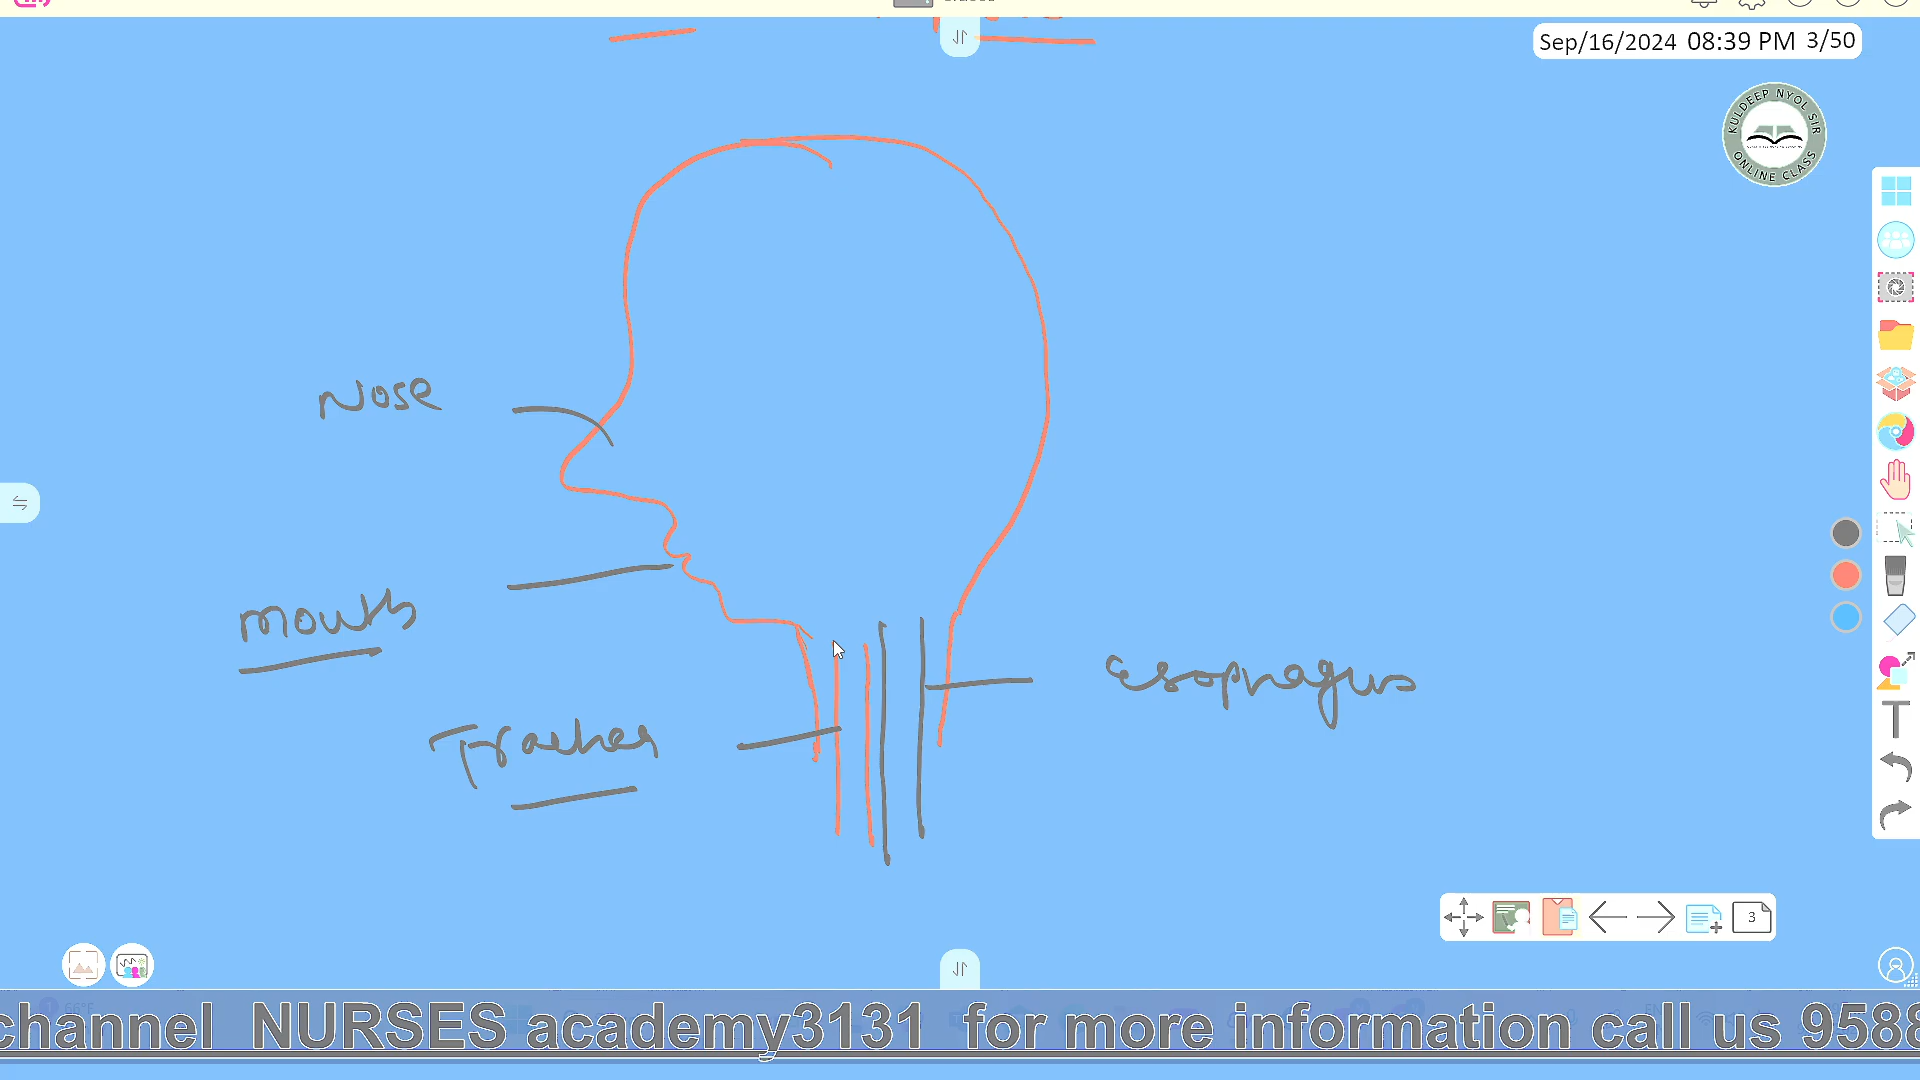 Sep/16/2024 08:39 PM 3/50
KULDEEP NYOL SIR
ONLINE CLASS
Nose
mouth
Esophagus
Trachea
T
3
channel NURSES academy3131 for more information call us 9588